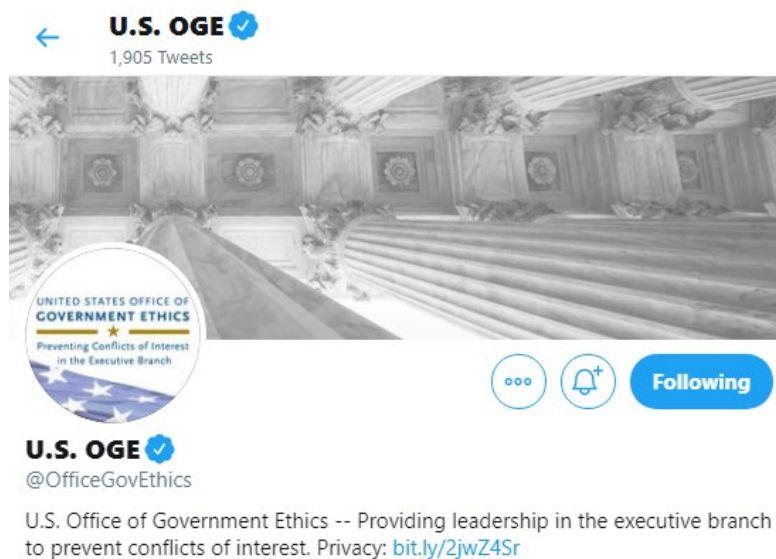 U.S. OGE
1,905 Tweets
UNITED STATES OFFICE OF
GOVERNMENT ETHICS
Preventing Conflicts of Interest
in the Executive Branch
Following
U.S. OGE
@OfficeGovEthics
U.S. Office of Government Ethics -- Providing leadership in the executive branch
to prevent conflicts of interest. Privacy: bit.ly/2jwZ4Sr